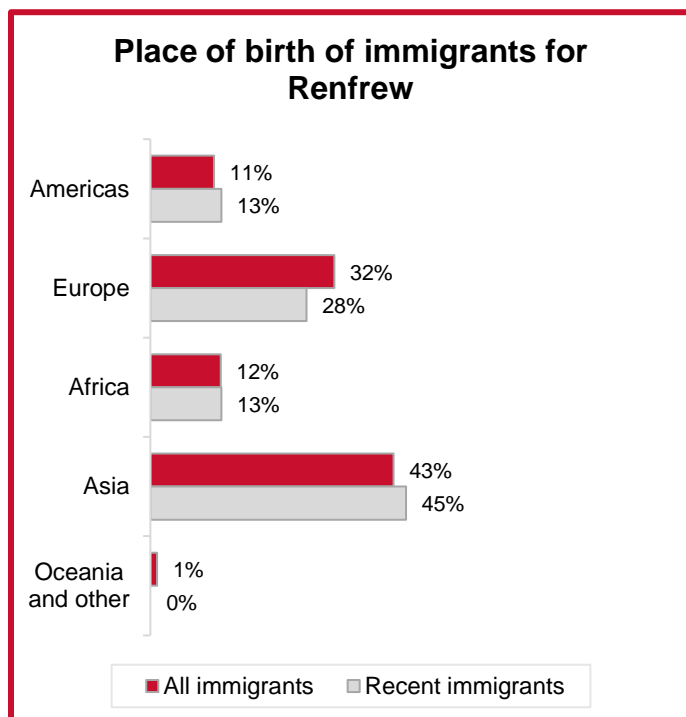 Place of birth of immigrants for
Renfrew
Americas
11%
13%
Europe
32%
28%
Africa
12%
13%
Asia
43%
45%
Oceania
and other
1%
0%
All immigrants
Recent immigrants